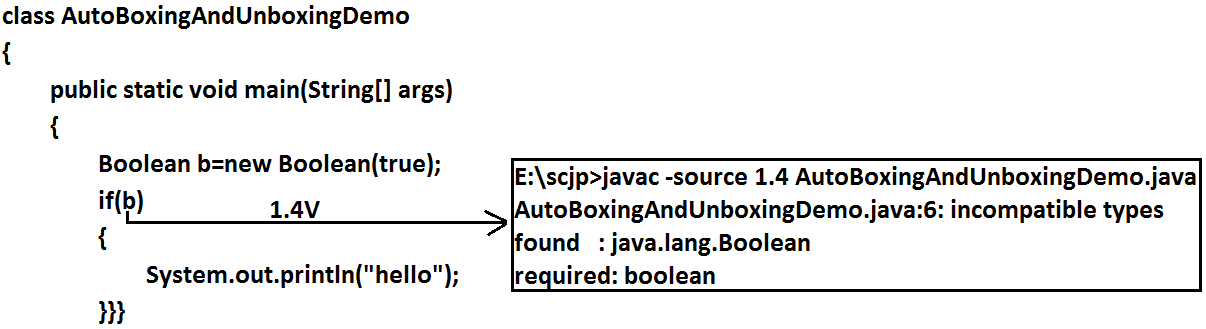 class AutoBoxingAndUnboxingDemo
{
public static void main(String[] args)
{
Boolean b=new Boolean(true);
if(b)
1.4V
{
System.out.println("hello");
}}}
E:\scjp>javac -source 1.4 AutoBoxingAndUnboxingDemo.java
AutoBoxingAndUnboxingDemo.java:6: incompatible types
found   : java.lang.Boolean
required: boolean